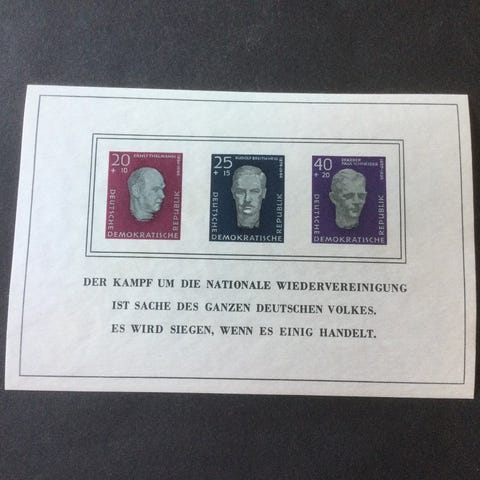 20
+ 10
ERNST THÄLMANN
DEUTSCHE
DEMOKRATISCHE
REPUBLIK
25
+ 15
RUDOLF BREITSCHEID
DEUTSCHE
DEMOKRATISCHE
REPUBLIK
40
+ 20
PFARRER
PAUL SCHNEIDER
DEUTSCHE
DEMOKRATISCHE
REPUBLIK
DER KAMPF UM DIE NATIONALE WIEDERVEREINIGUNG
IST SACHE DES GANZEN DEUTSCHEN VOLKES.
ES WIRD SIEGEN, WENN ES EINIG HANDELT.